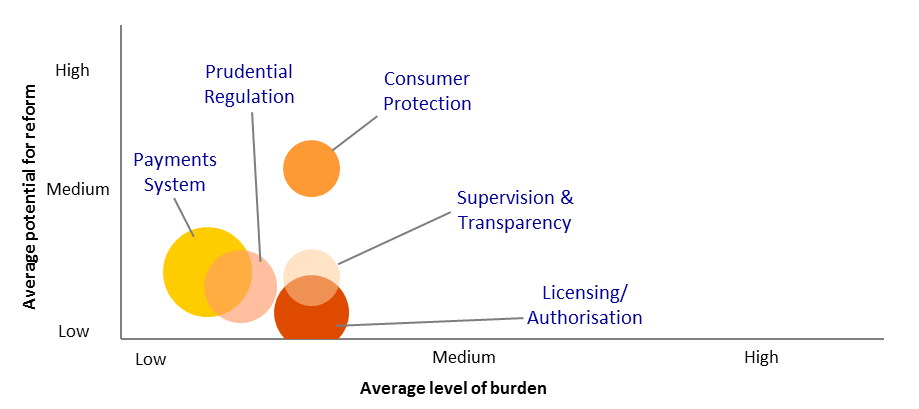 High
Prudential
Regulation
Consumer
Protection
Average potential for reform
Payments
System
Medium
Supervision &
Transparency
Licensing/
Authorisation
Low
Low
Medium
High
Average level of burden